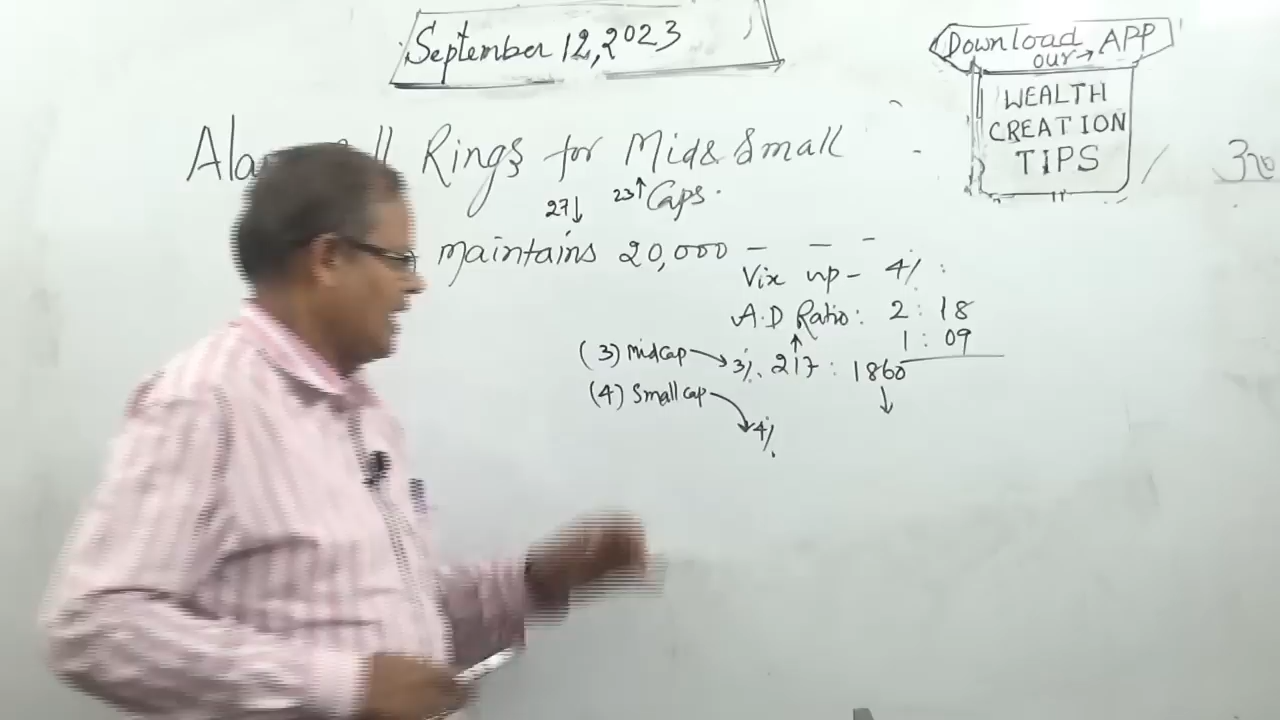 September 12, 2023
Download
our → APP
WEALTH
CREATION
TIPS
Rings for Mid & Small
27↓ 23↑ Caps.
maintains 20,000 – – –
Vix up – 4%
A.D Ratio: 2 : 18
1 : 09
(3) Midcap → 3%. 217 : 1860
(4) Small cap → 4%